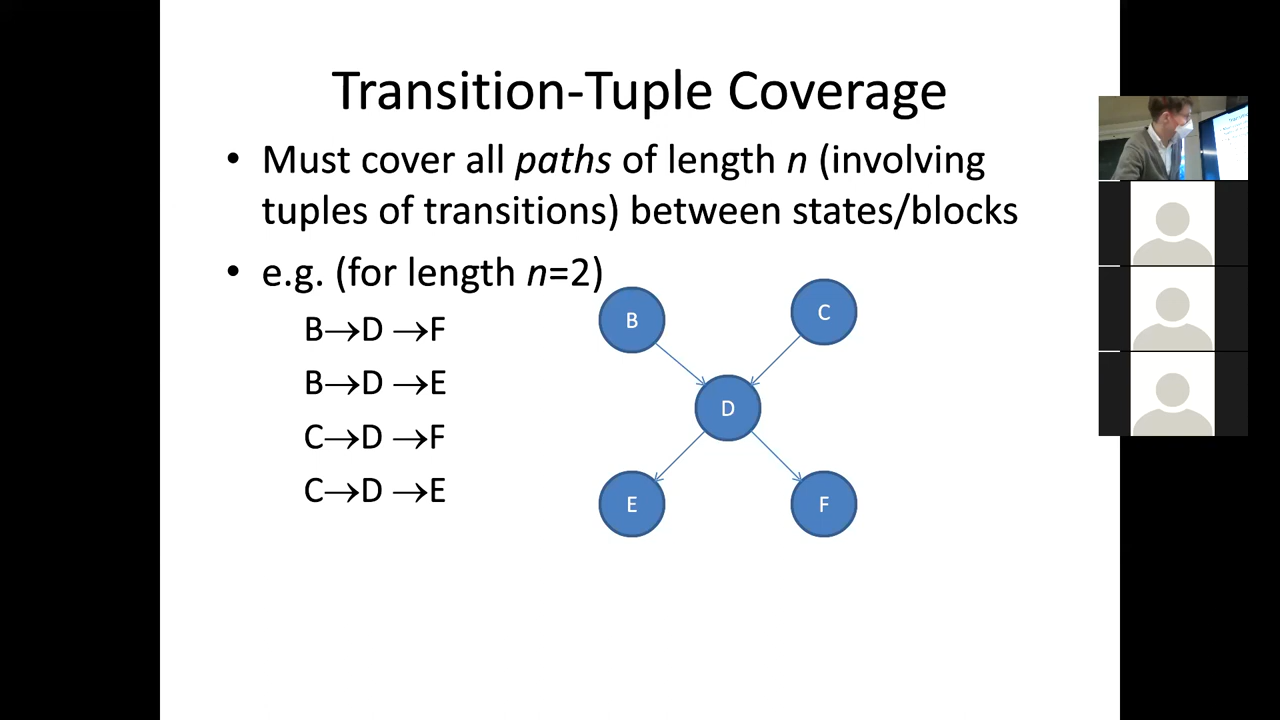 Transition-Tuple Coverage
• Must cover all paths of length n (involving
tuples of transitions) between states/blocks
• e.g. (for length n=2)
B→D →F
B→D →E
C→D →F
C→D →E
B
C
D
E
F